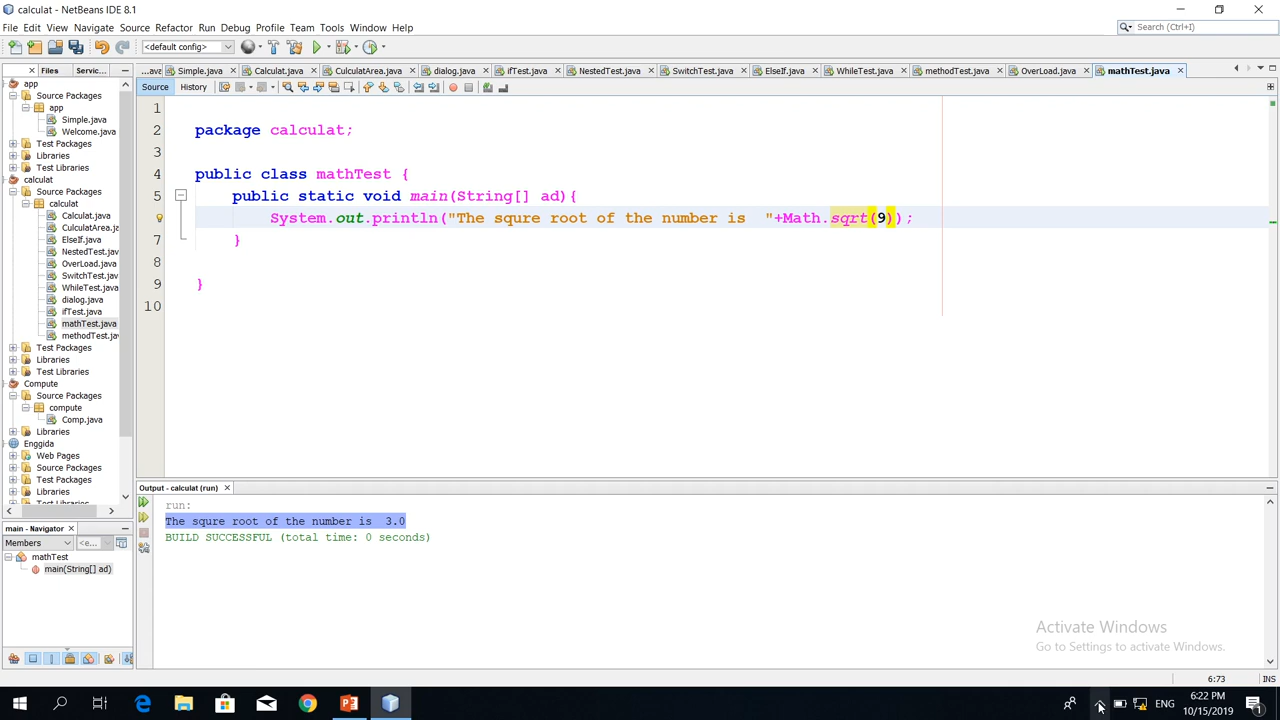 calculat - NetBeans IDE 8.1
File Edit View Navigate Source Refactor Run Debug Profile Team Tools Window Help
Search (Ctrl+I)
<default config>
Files Servic...
...ava Simple.java Calculat.java CulculatArea.java dialog.java ifTest.java NestedTest.java SwitchTest.java ElseIf.java WhileTest.java methodTest.java OverLoad.java mathTest.java
Source History
app
Source Packages
app
Simple.java
Welcome.java
Test Packages
Libraries
Test Libraries
calculat
Source Packages
calculat
Calculat.java
CulculatArea.
ElseIf.java
NestedTest.
OverLoad.java
SwitchTest.
WhileTest.java
dialog.java
ifTest.java
mathTest.java
methodTest.
Test Packages
Libraries
Test Libraries
Compute
Source Packages
compute
Comp.java
Libraries
Enggida
Web Pages
Source Packages
Test Packages
Libraries
Test Libraries
1
2 package calculat;
3
4 public class mathTest {
5 public static void main(String[] ad){
System.out.println("The squre root of the number is  "+Math.sqrt(9));
7 }
8
9 }
10
Output - calculat (run)
run:
The squre root of the number is  3.0
BUILD SUCCESSFUL (total time: 0 seconds)
main - Navigator
Members <e...
mathTest
main(String[] ad)
Activate Windows
Go to Settings to activate Windows.
6:73 INS
ENG
6:22 PM
10/15/2019
1